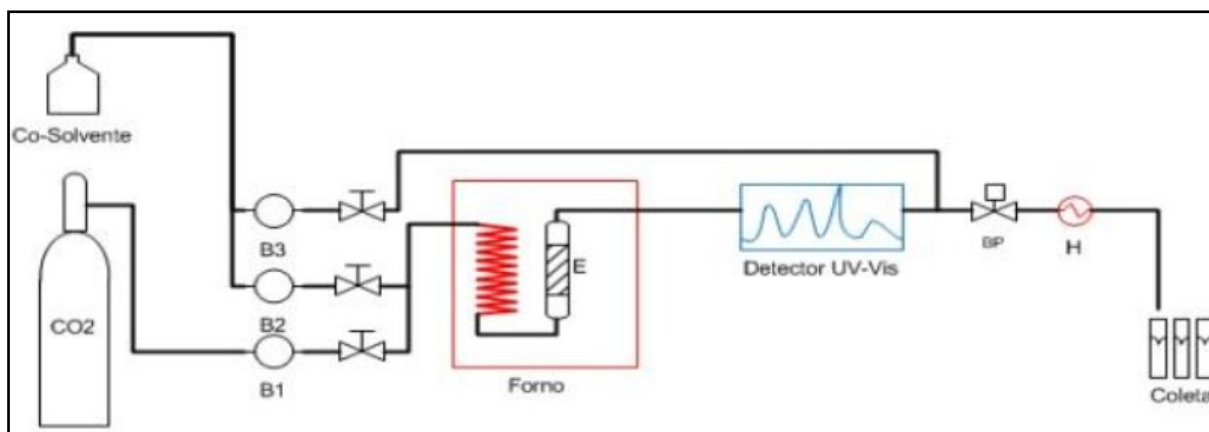 Co-Solvente
B3
CO2
B2
B1
E
Forno
Detector UV-Vis
BP
H
Coleta